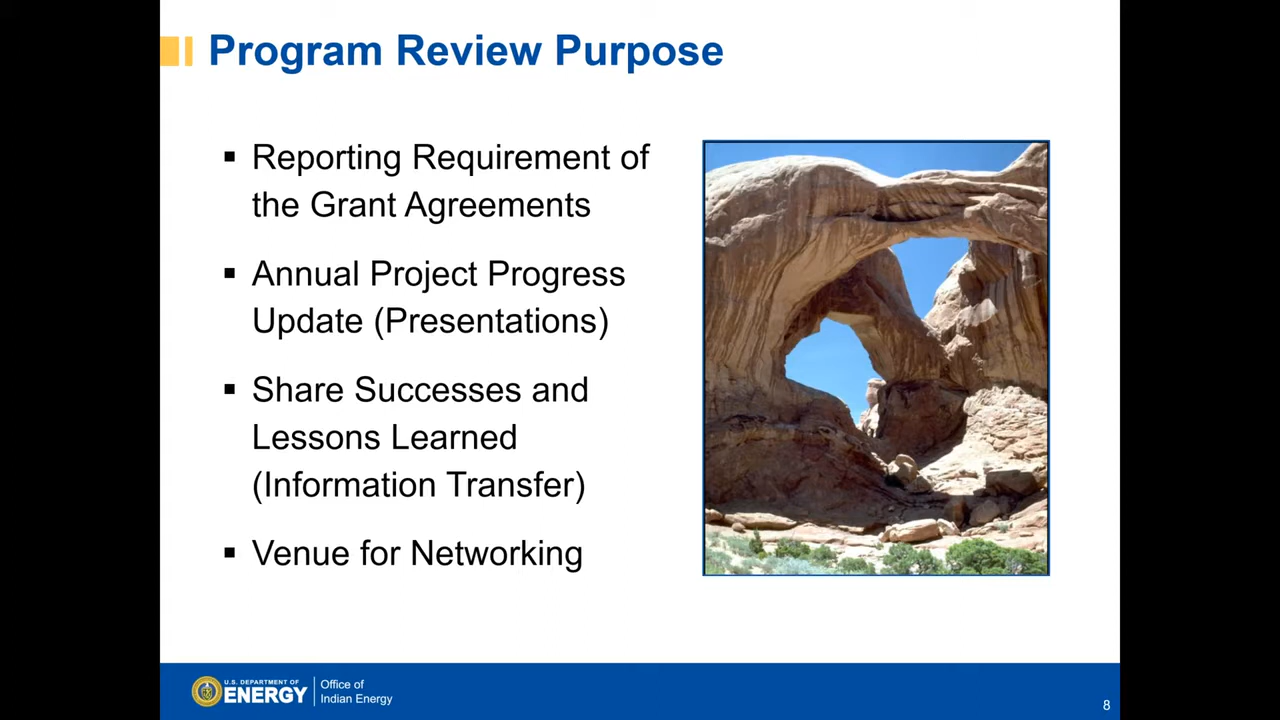 Program Review Purpose
▪ Reporting Requirement of
the Grant Agreements
▪ Annual Project Progress
Update (Presentations)
▪ Share Successes and
Lessons Learned
(Information Transfer)
▪ Venue for Networking
U.S. DEPARTMENT OF
ENERGY
Office of
Indian Energy
8